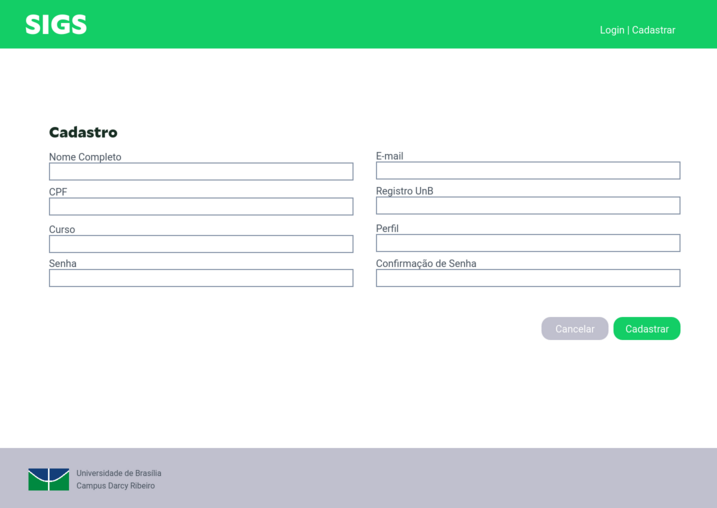 SIGS
Login | Cadastrar
Cadastro
Nome Completo
E-mail
CPF
Registro UnB
Curso
Perfil
Senha
Confirmação de Senha
Cancelar
Cadastrar
Universidade de Brasília
Campus Darcy Ribeiro